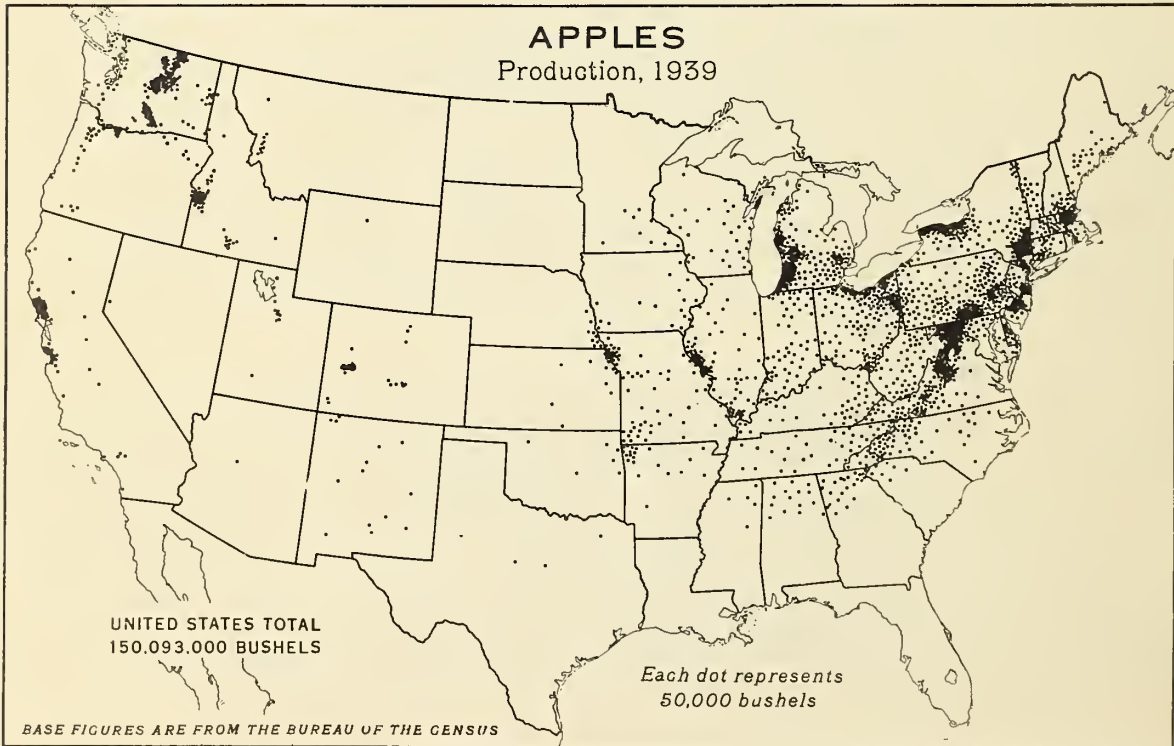 APPLES
Production, 1939
UNITED STATES TOTAL
150,093,000 BUSHELS
Each dot represents
50,000 bushels
BASE FIGURES ARE FROM THE BUREAU OF THE CENSUS